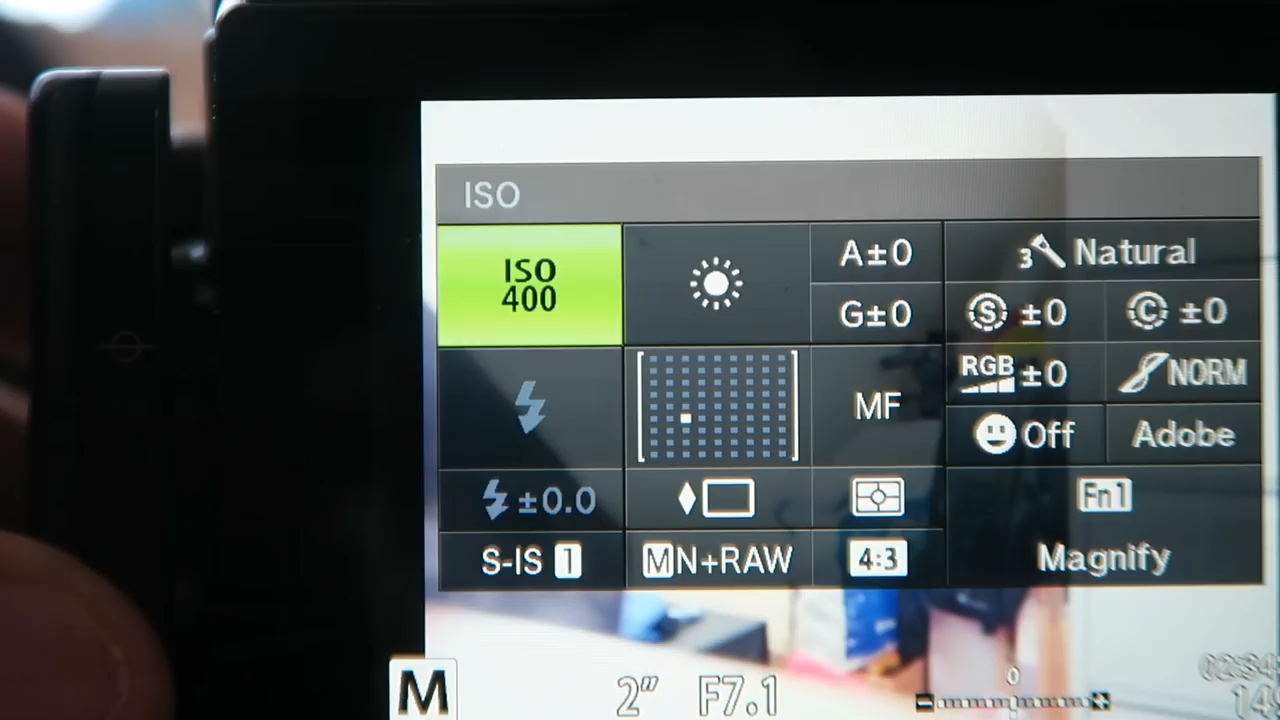 ISO
ISO 400
A±0
3 Natural
G±0
S ±0
C ±0
MF
RGB ±0
NORM
Off
Adobe
±0.0
Fn1
S-IS 1
MN+RAW
4:3
Magnify
0
M
2"
F7.1